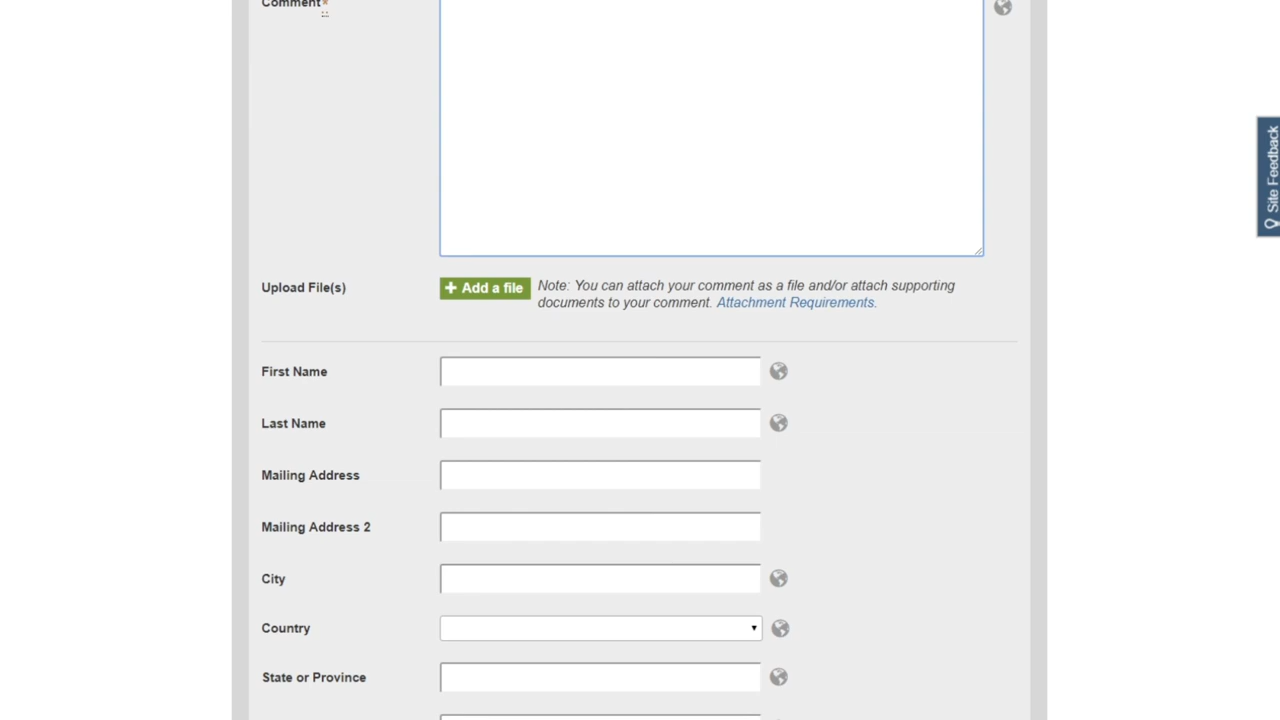 Comment*
Upload File(s)
+ Add a file
Note: You can attach your comment as a file and/or attach supporting
documents to your comment. Attachment Requirements.
First Name
Last Name
Mailing Address
Mailing Address 2
City
Country
State or Province
Site Feedback